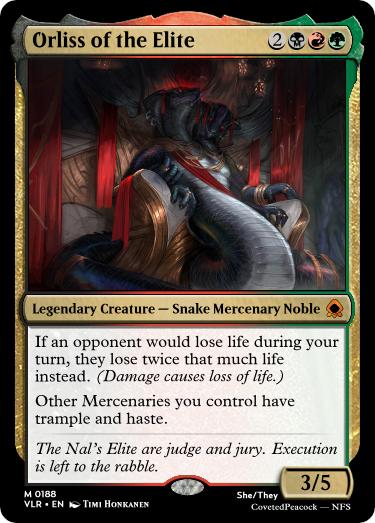 Orliss of the Elite 2
Legendary Creature — Snake Mercenary Noble
If an opponent would lose life during your
turn, they lose twice that much life
instead. (Damage causes loss of life.)
Other Mercenaries you control have
trample and haste.
The Nal's Elite are judge and jury. Execution
is left to the rabble.
3/5
M 0188
VLR • EN TIMI HONKANEN
She/They
CovetedPeacock — NFS